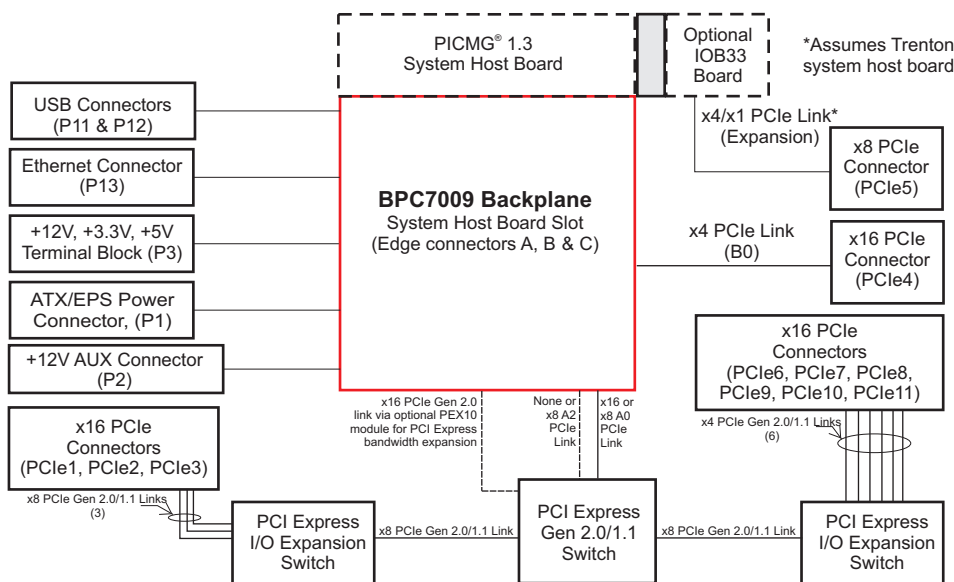 PICMG® 1.3
System Host Board
Optional
IOB33
Board
*Assumes Trenton
system host board
USB Connectors
(P11 & P12)
Ethernet Connector
(P13)
+12V, +3.3V, +5V
Terminal Block (P3)
ATX/EPS Power
Connector, (P1)
+12V AUX Connector
(P2)
BPC7009 Backplane
System Host Board Slot
(Edge connectors A, B & C)
x4/x1 PCIe Link*
(Expansion)
x8 PCIe
Connector
(PCIe5)
x4 PCIe Link
(B0)
x16 PCIe
Connector
(PCIe4)
x16 PCIe
Connectors
(PCIe6, PCIe7, PCIe8,
PCIe9, PCIe10, PCIe11)
x4 PCIe Gen 2.0/1.1 Links
(6)
x16 PCIe Gen 2.0
link via optional PEX10
module for PCI Express
bandwidth expansion
None or
x8 A2
PCIe
Link
x16 or
x8 A0
PCIe
Link
x16 PCIe
Connectors
(PCIe1, PCIe2, PCIe3)
x8 PCIe Gen 2.0/1.1 Links
(3)
PCI Express
I/O Expansion
Switch
x8 PCIe Gen 2.0/1.1 Link
PCI Express
Gen 2.0/1.1
Switch
x8 PCIe Gen 2.0/1.1 Link
PCI Express
I/O Expansion
Switch